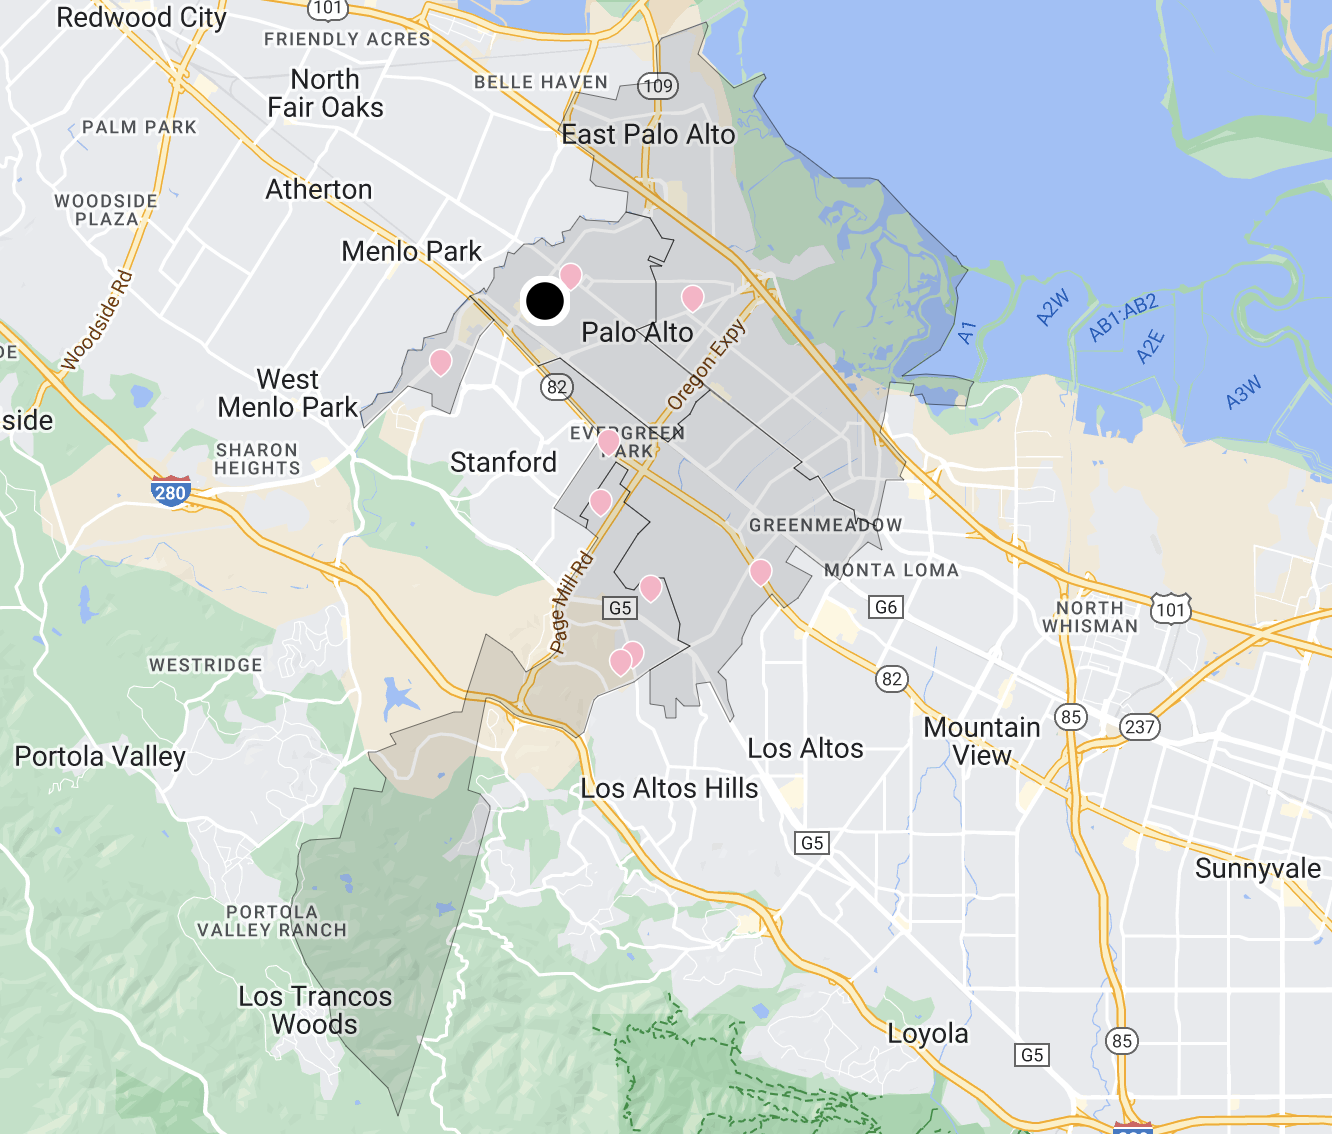 Redwood City
101
FRIENDLY ACRES
North
Fair Oaks
BELLE HAVEN
109
PALM PARK
East Palo Alto
Atherton
WOODSIDE
PLAZA
Menlo Park
Woodside Rd
Palo Alto
Oregon Expy
A1
A2W
AB1:AB2
A2E
A3W
West
Menlo Park
82
side
SHARON
HEIGHTS
EVERGREEN
PARK
Stanford
280
GREENMEADOW
MONTA LOMA
Page Mill Rd
G5
G6
NORTH
WHISMAN
101
WESTRIDGE
82
85
237
Portola Valley
Los Altos
Mountain
View
Los Altos Hills
G5
Sunnyvale
PORTOLA
VALLEY RANCH
Los Trancos
Woods
Loyola
G5
85